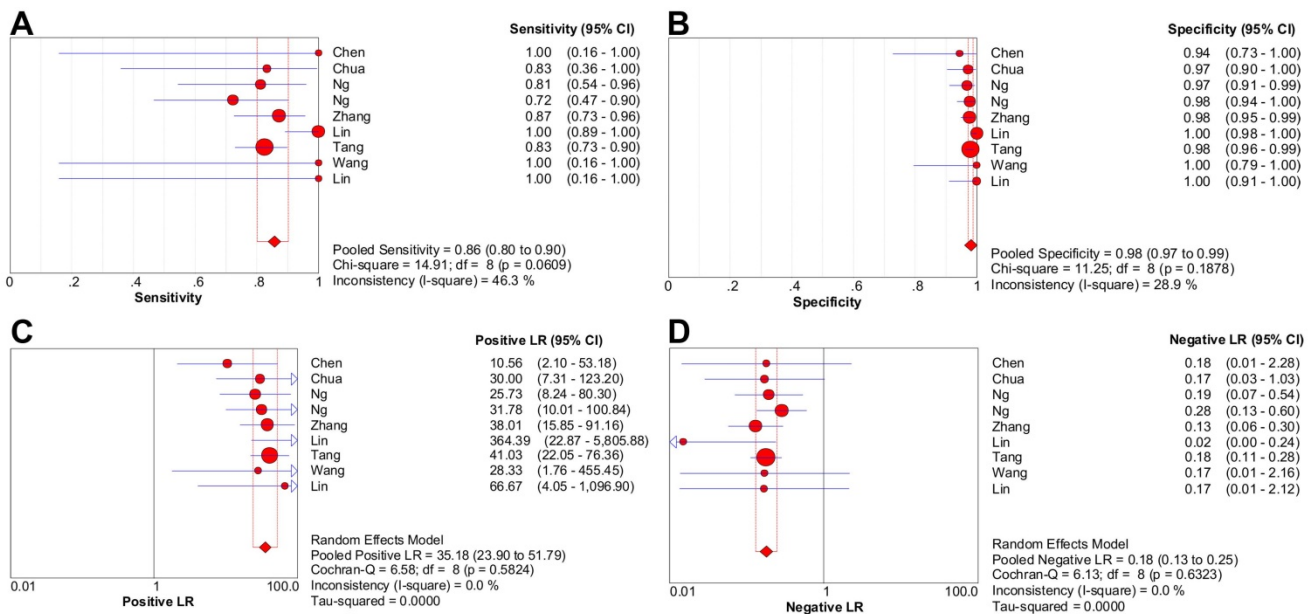 A
Sensitivity (95% CI)
Chen 1.00 (0.16 - 1.00)
Chua 0.83 (0.36 - 1.00)
Ng 0.81 (0.54 - 0.96)
Ng 0.72 (0.47 - 0.90)
Zhang 0.87 (0.73 - 0.96)
Lin 1.00 (0.89 - 1.00)
Tang 0.83 (0.73 - 0.90)
Wang 1.00 (0.16 - 1.00)
Lin 1.00 (0.16 - 1.00)
Pooled Sensitivity = 0.86 (0.80 to 0.90)
Chi-square = 14.91; df = 8 (p = 0.0609)
Inconsistency (I-square) = 46.3 %
0 .2 .4 .6 .8 1
Sensitivity
B
Specificity (95% CI)
Chen 0.94 (0.73 - 1.00)
Chua 0.97 (0.90 - 1.00)
Ng 0.97 (0.91 - 0.99)
Ng 0.98 (0.94 - 1.00)
Zhang 0.98 (0.95 - 0.99)
Lin 1.00 (0.98 - 1.00)
Tang 0.98 (0.96 - 0.99)
Wang 1.00 (0.79 - 1.00)
Lin 1.00 (0.91 - 1.00)
Pooled Specificity = 0.98 (0.97 to 0.99)
Chi-square = 11.25; df = 8 (p = 0.1878)
Inconsistency (I-square) = 28.9 %
0 .2 .4 .6 .8 1
Specificity
C
Positive LR (95% CI)
Chen 10.56 (2.10 - 53.18)
Chua 30.00 (7.31 - 123.20)
Ng 25.73 (8.24 - 80.30)
Ng 31.78 (10.01 - 100.84)
Zhang 38.01 (15.85 - 91.16)
Lin 364.39 (22.87 - 5,805.88)
Tang 41.03 (22.05 - 76.36)
Wang 28.33 (1.76 - 455.45)
Lin 66.67 (4.05 - 1,096.90)
Random Effects Model
Pooled Positive LR = 35.18 (23.90 to 51.79)
Cochran-Q = 6.58; df = 8 (p = 0.5824)
Inconsistency (I-square) = 0.0 %
Tau-squared = 0.0000
0.01 1 100.0
Positive LR
D
Negative LR (95% CI)
Chen 0.18 (0.01 - 2.28)
Chua 0.17 (0.03 - 1.03)
Ng 0.19 (0.07 - 0.54)
Ng 0.28 (0.13 - 0.60)
Zhang 0.13 (0.06 - 0.30)
Lin 0.02 (0.00 - 0.24)
Tang 0.18 (0.11 - 0.28)
Wang 0.17 (0.01 - 2.16)
Lin 0.17 (0.01 - 2.12)
Random Effects Model
Pooled Negative LR = 0.18 (0.13 to 0.25)
Cochran-Q = 6.13; df = 8 (p = 0.6323)
Inconsistency (I-square) = 0.0 %
Tau-squared = 0.0000
0.01 1 100.0
Negative LR